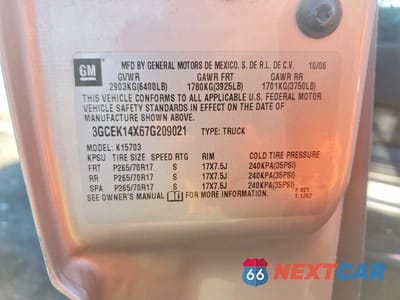 GM
MFD BY GENERAL MOTORS DE MEXICO, S. DE R.L. DE C.V. 10/06
GVWR GAWR FRT GAWR RR
2903KG(6400LB) 1780KG(3925LB) 1701KG(3750LB)
THIS VEHICLE CONFORMS TO ALL APPLICABLE U.S. FEDERAL MOTOR
VEHICLE SAFETY STANDARDS IN EFFECT ON THE DATE OF
MANUFACTURE SHOWN ABOVE.
3GCEK14X67G209021 TYPE: TRUCK
MODEL: K15703
KPSU TIRE SIZE SPEED RTG RIM COLD TIRE PRESSURE
FRT P265/70R17 S 17X7.5J 240KPA(35PSI)
RR P265/70R17 S 17X7.5J 240KPA(35PSI)
SPA P265/70R17 S 17X7.5J 240KPA(35PSI)
SEE OWNER'S MANUAL FOR MORE INFORMATION.
F 021
I.1262
66 NEXTCAR